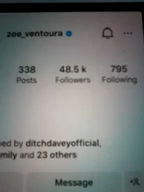 zoe_ventoura
338 48.5 k 795
Posts Followers Following
ed by ditchdaveyofficial,
mily and 23 others
Message